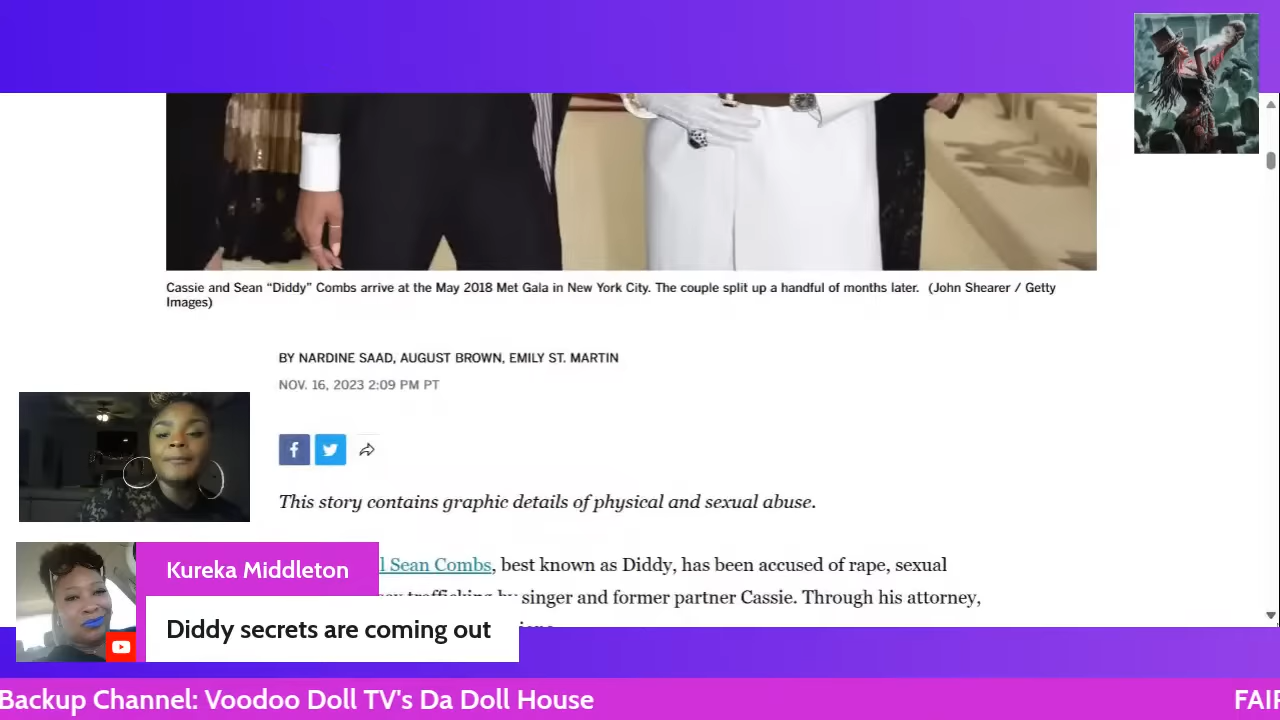 Cassie and Sean “Diddy” Combs arrive at the May 2018 Met Gala in New York City. The couple split up a handful of months later. (John Shearer / Getty
Images)
BY NARDINE SAAD, AUGUST BROWN, EMILY ST. MARTIN
NOV. 16, 2023 2:09 PM PT
This story contains graphic details of physical and sexual abuse.
l Sean Combs, best known as Diddy, has been accused of rape, sexual
singer and former partner Cassie. Through his attorney,
Kureka Middleton
Diddy secrets are coming out
Backup Channel: Voodoo Doll TV's Da Doll House
FAIR